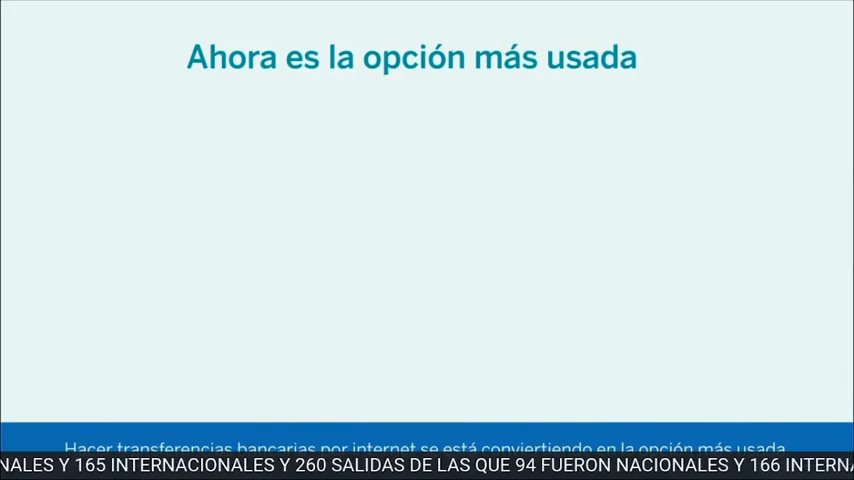 Ahora es la opción más usada
Hacer transferencias bancarias por internet se está conviertiendo en la opción más usada
NALES Y 165 INTERNACIONALES Y 260 SALIDAS DE LAS QUE 94 FUERON NACIONALES Y 166 INTERNA